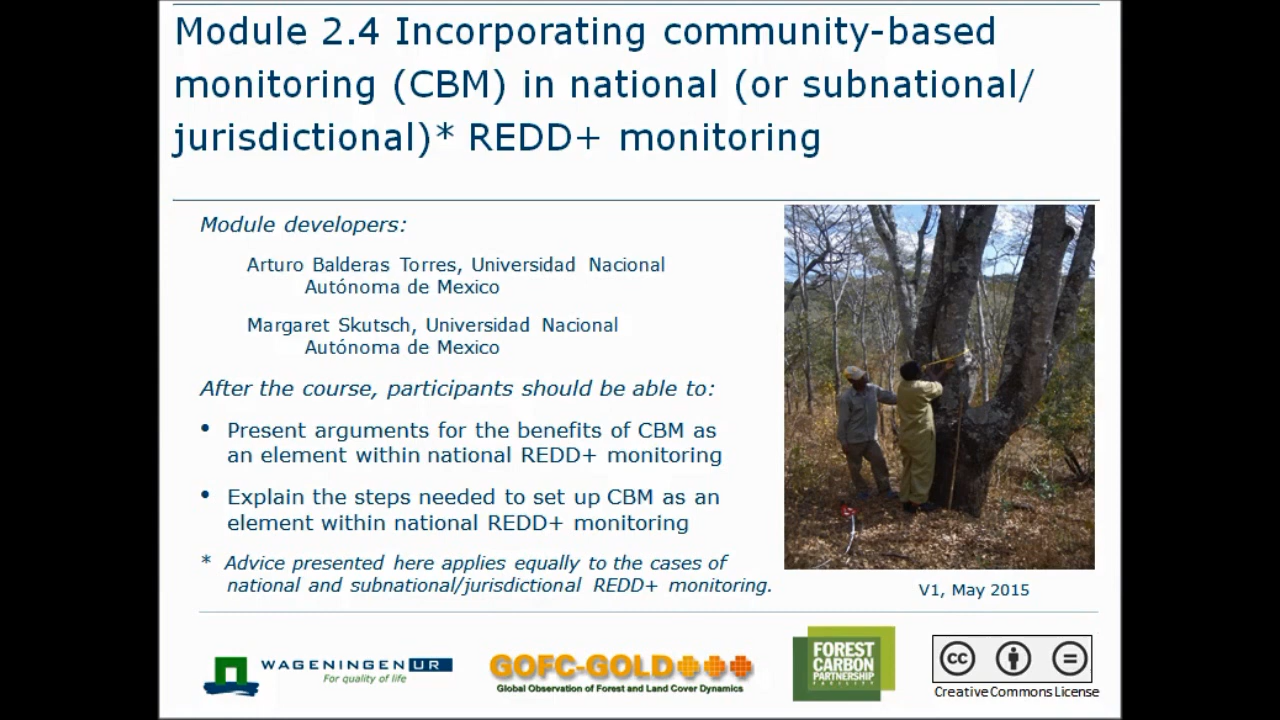 Module 2.4 Incorporating community-based
monitoring (CBM) in national (or subnational/
jurisdictional)* REDD+ monitoring
Module developers:
Arturo Balderas Torres, Universidad Nacional
Autónoma de Mexico
Margaret Skutsch, Universidad Nacional
Autónoma de Mexico
After the course, participants should be able to:
• Present arguments for the benefits of CBM as
an element within national REDD+ monitoring
• Explain the steps needed to set up CBM as an
element within national REDD+ monitoring
* Advice presented here applies equally to the cases of
national and subnational/jurisdictional REDD+ monitoring.
V1, May 2015
WAGENINGEN UR
For quality of life
GOFC-GOLD
Global Observation of Forest and Land Cover Dynamics
FOREST
CARBON
PARTNERSHIP
FACILITY
cc
Creative Commons License